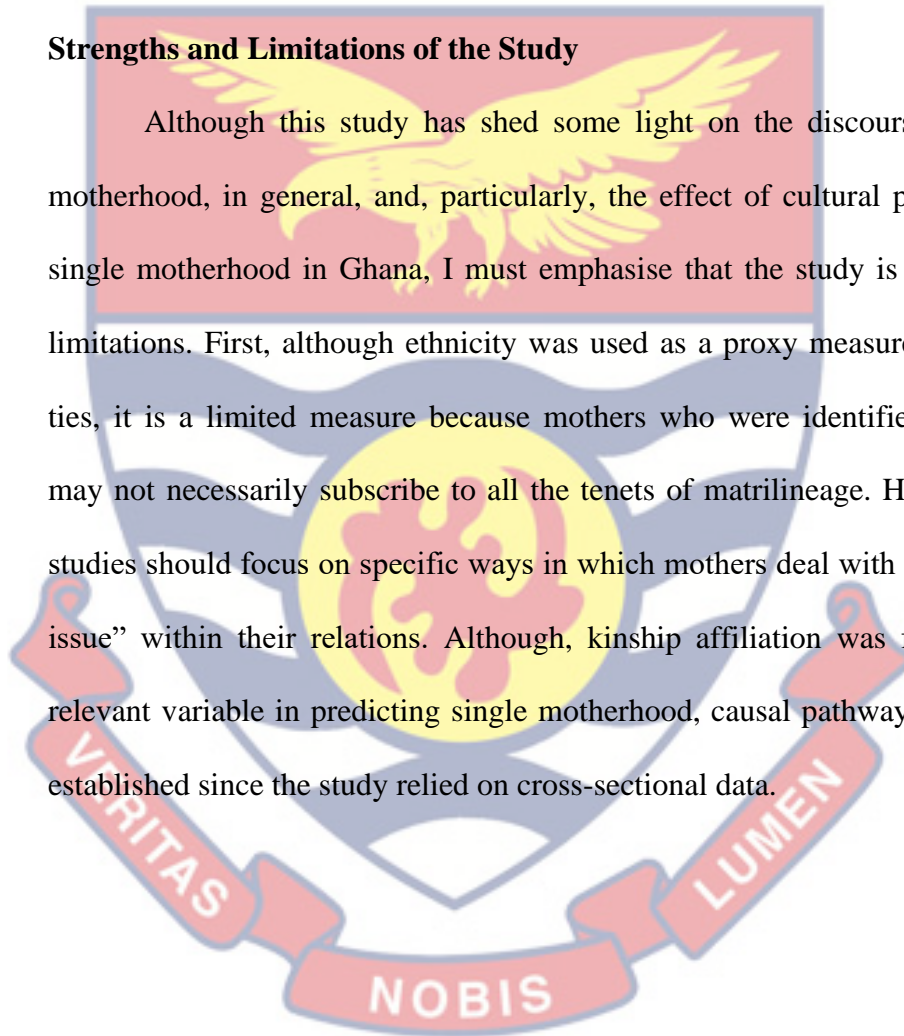 Strengths and Limitations of the Study
Although this study has shed some light on the discours
motherhood, in general, and, particularly, the effect of cultural p
single motherhood in Ghana, I must emphasise that the study is
limitations. First, although ethnicity was used as a proxy measure
ties, it is a limited measure because mothers who were identifie
may not necessarily subscribe to all the tenets of matrilineage. H
studies should focus on specific ways in which mothers deal with
issue” within their relations. Although, kinship affiliation was
relevant variable in predicting single motherhood, causal pathway
established since the study relied on cross-sectional data.
VERITAS
NOBIS
LUMEN